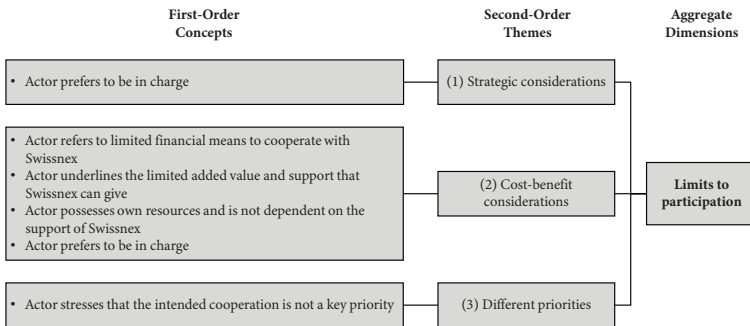 First-Order
Concepts
Second-Order
Themes
Aggregate
Dimensions
• Actor prefers to be in charge
(1) Strategic considerations
• Actor refers to limited financial means to cooperate with
Swissnex
• Actor underlines the limited added value and support that
Swissnex can give
• Actor possesses own resources and is not dependent on the
support of Swissnex
• Actor prefers to be in charge
(2) Cost-benefit
considerations
Limits to
participation
• Actor stresses that the intended cooperation is not a key priority
(3) Different priorities